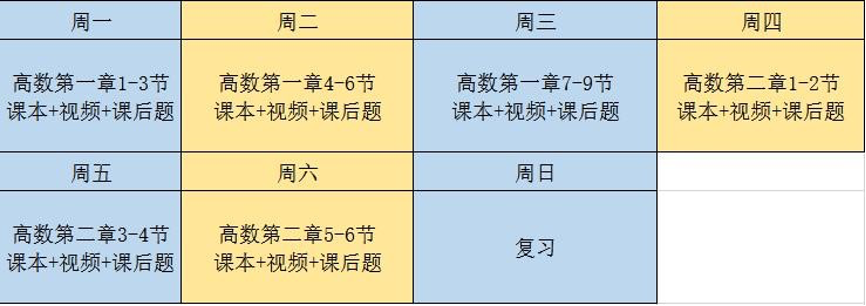 周一
周二
周三
周四
高数第一章1-3节
课本+视频+课后题
高数第一章4-6节
课本+视频+课后题
高数第一章7-9节
课本+视频+课后题
高数第二章1-2节
课本+视频+课后题
周五
周六
周日
高数第二章3-4节
课本+视频+课后题
高数第二章5-6节
课本+视频+课后题
复习